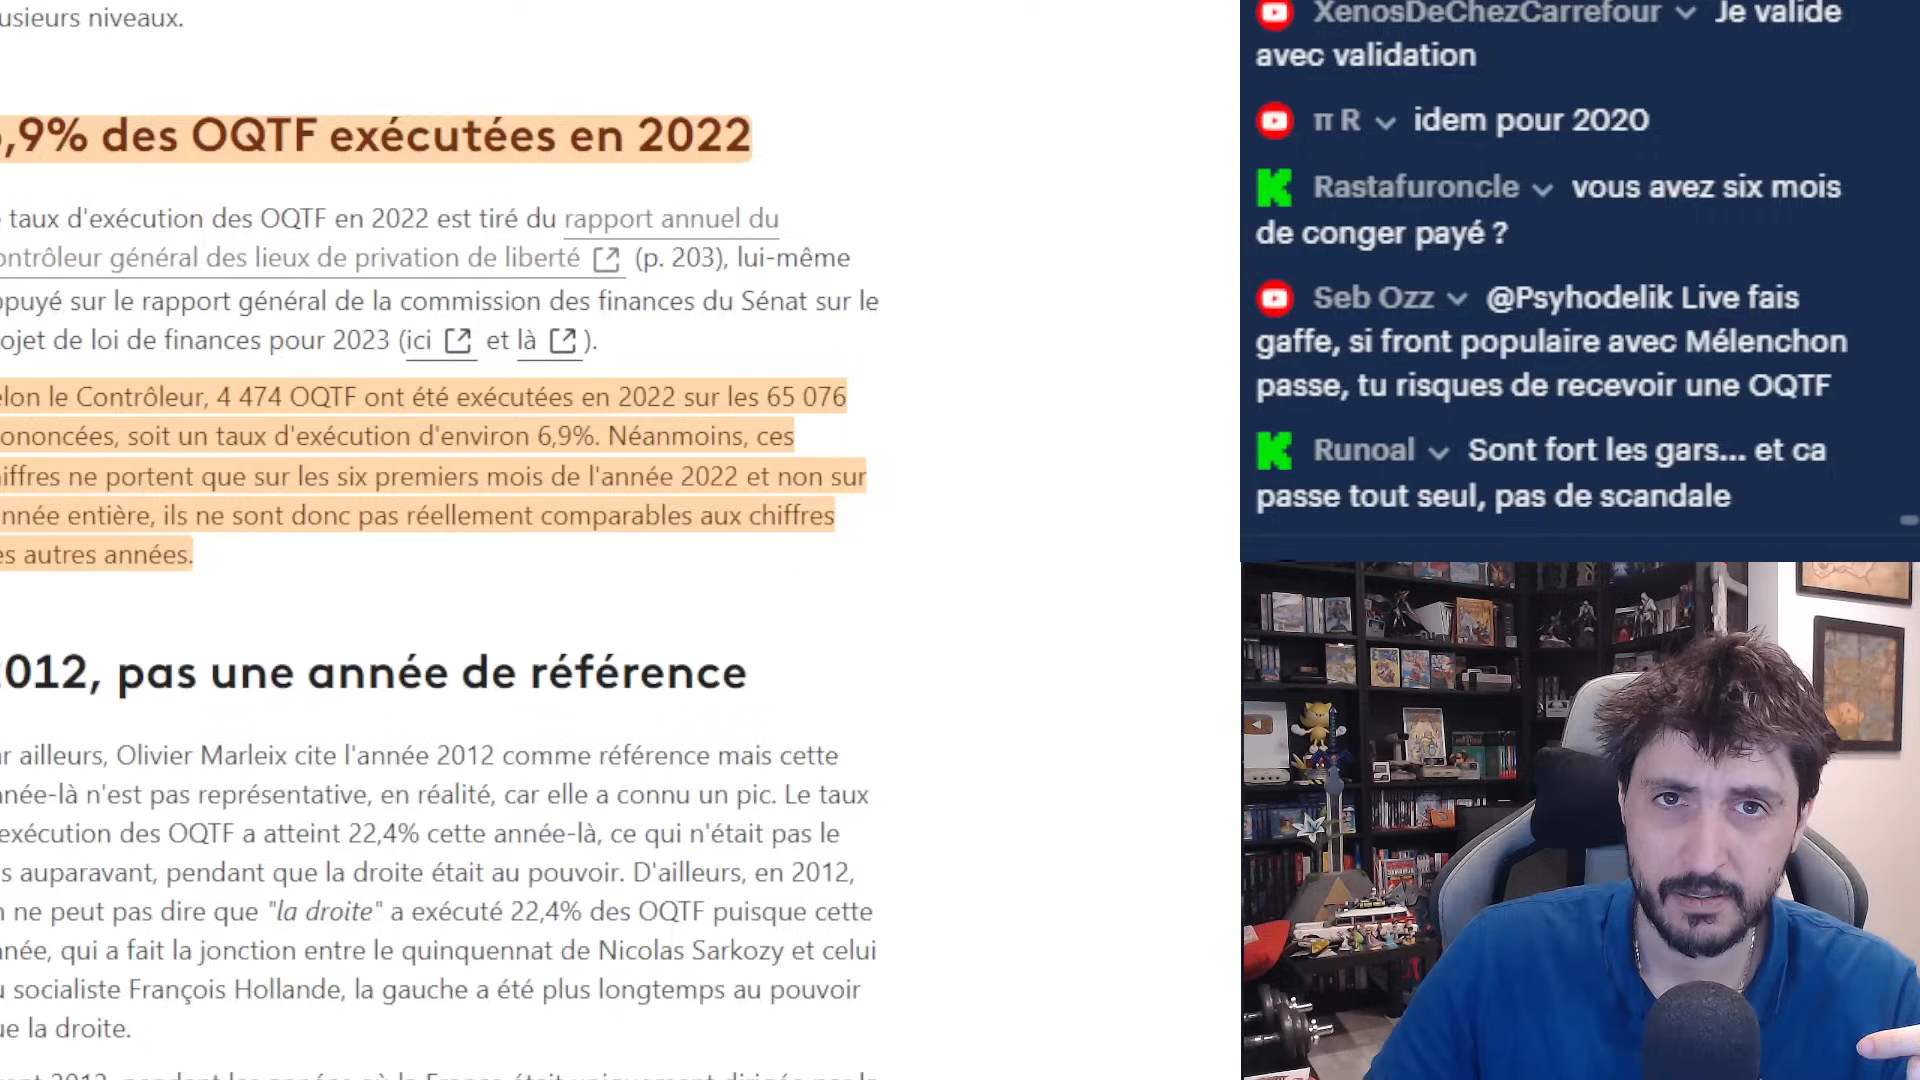 usieurs niveaux.
,9% des OQTF exécutées en 2022
taux d'exécution des OQTF en 2022 est tiré du rapport annuel du
ontrôleur général des lieux de privation de liberté (p. 203), lui-même
ppuyé sur le rapport général de la commission des finances du Sénat sur le
ojet de loi de finances pour 2023 (ici et là ).
elon le Contrôleur, 4 474 OQTF ont été exécutées en 2022 sur les 65 076
ononcées, soit un taux d'exécution d'environ 6,9%. Néanmoins, ces
iffres ne portent que sur les six premiers mois de l'année 2022 et non sur
nnée entière, ils ne sont donc pas réellement comparables aux chiffres
es autres années.
2012, pas une année de référence
r ailleurs, Olivier Marleix cite l'année 2012 comme référence mais cette
nnée-là n'est pas représentative, en réalité, car elle a connu un pic. Le taux
'exécution des OQTF a atteint 22,4% cette année-là, ce qui n'était pas le
s auparavant, pendant que la droite était au pouvoir. D'ailleurs, en 2012,
n ne peut pas dire que "la droite" a exécuté 22,4% des OQTF puisque cette
nnée, qui a fait la jonction entre le quinquennat de Nicolas Sarkozy et celui
u socialiste François Hollande, la gauche a été plus longtemps au pouvoir
ue la droite.
XenosDeChezCarrefour Je valide
avec validation
π R idem pour 2020
Rastafuroncle vous avez six mois
de conger payé ?
Seb Ozz @Psyhodelik Live fais
gaffe, si front populaire avec Mélenchon
passe, tu risques de recevoir une OQTF
Runoal Sont fort les gars... et ca
passe tout seul, pas de scandale